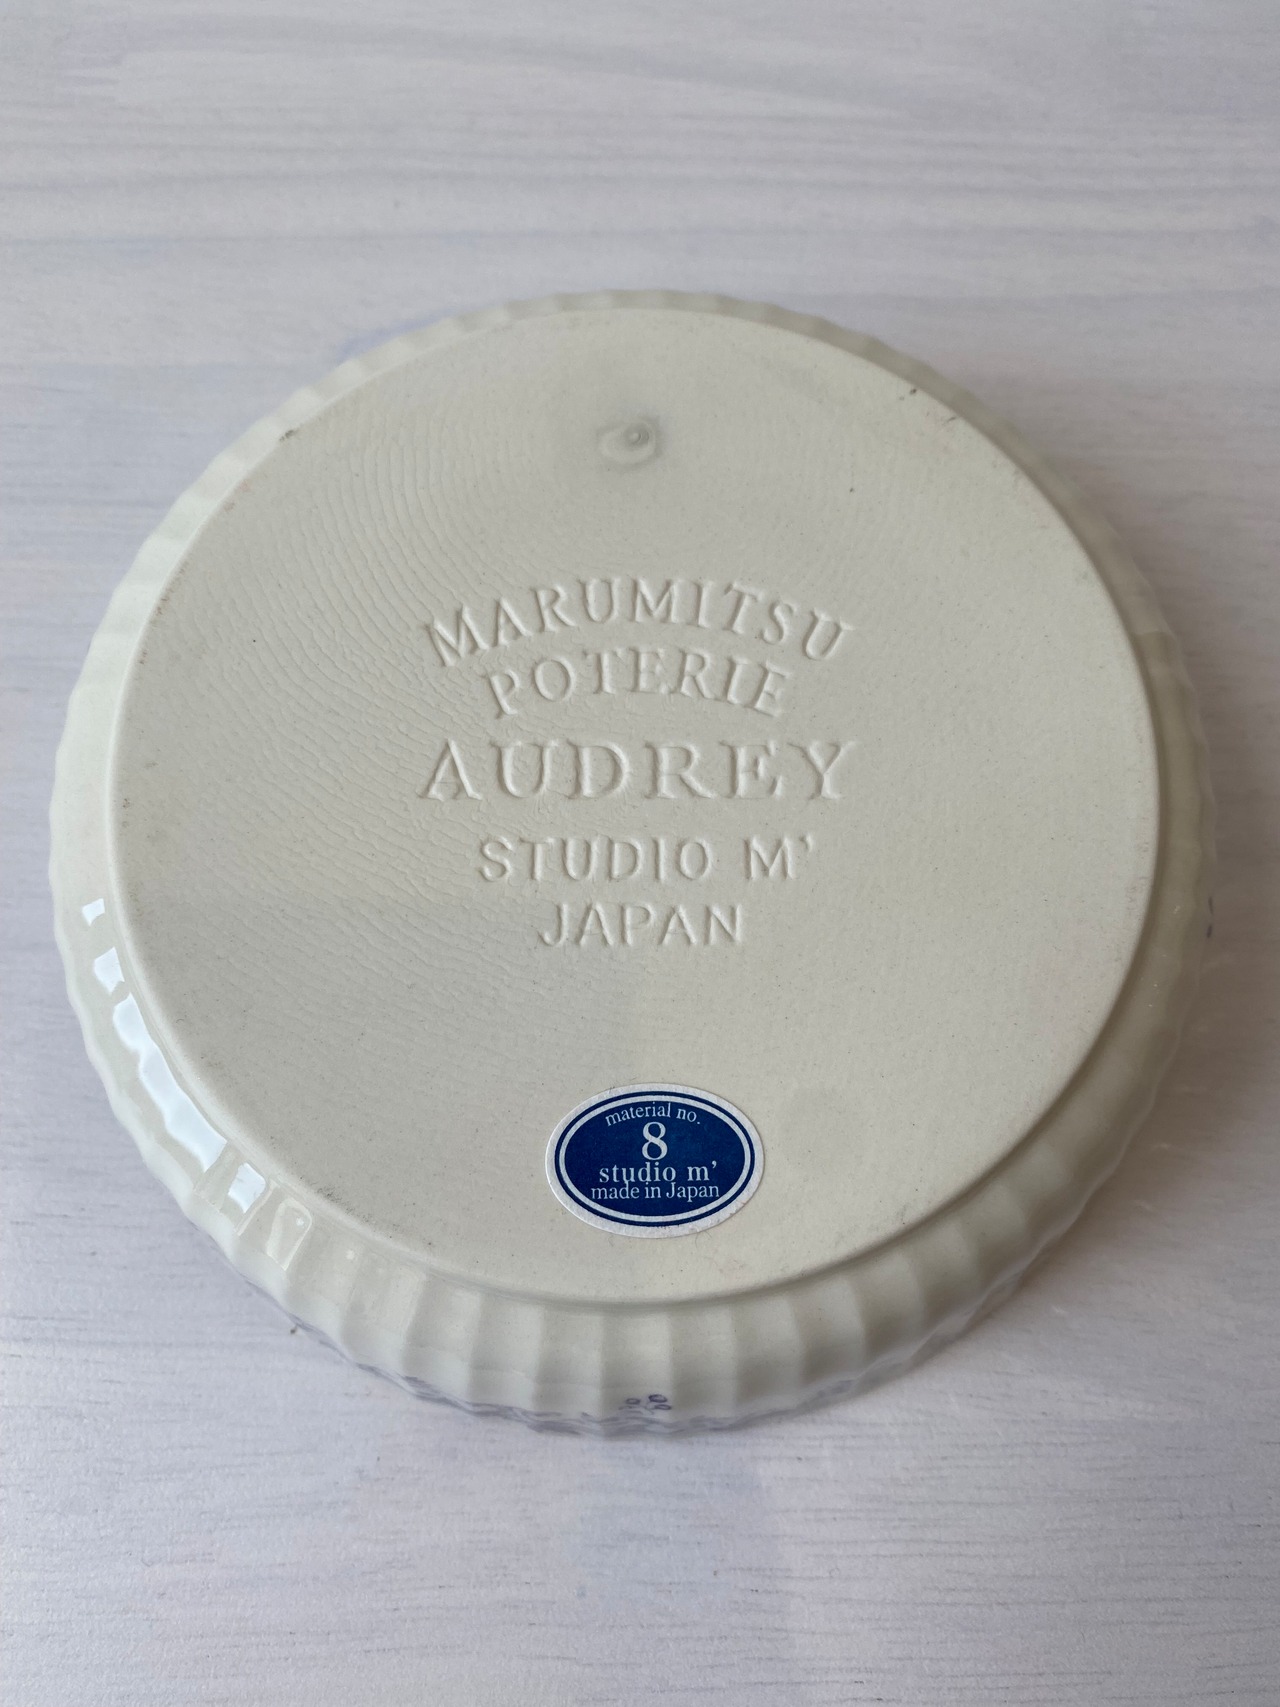 MARUMITSU
POTERIE
AUDREY
STUDIO M'
JAPAN
material no.
8
studio m'
made in Japan